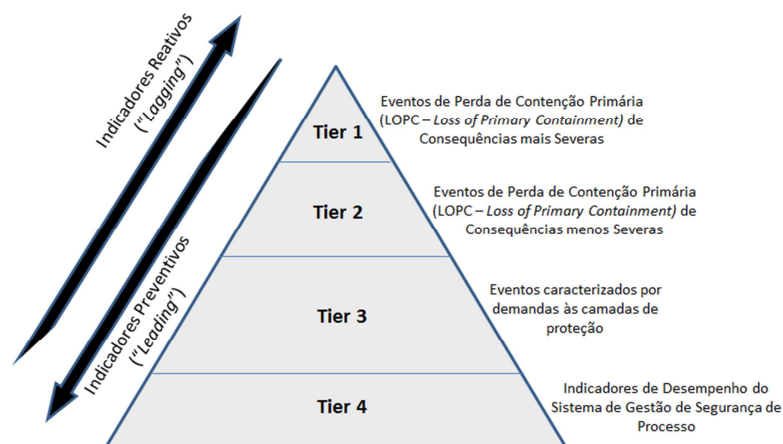 Indicadores Reativos
("Lagging")
Indicadores Preventivos
("Leading")
Tier 1
Eventos de Perda de Contenção Primária
(LOPC – Loss of Primary Containment) de
Consequências mais Severas
Tier 2
Eventos de Perda de Contenção Primária
(LOPC – Loss of Primary Containment) de
Consequências menos Severas
Tier 3
Eventos caracterizados por
demandas às camadas de
proteção
Tier 4
Indicadores de Desempenho do
Sistema de Gestão de Segurança de
Processo